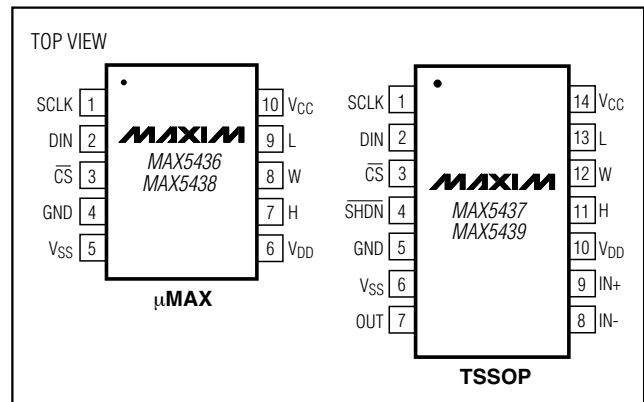 TOP VIEW
SCLK 1
DIN 2
CS 3
GND 4
VSS 5
10 VCC
9 L
8 W
7 H
6 VDD
MAXIM
MAX5436
MAX5438
μMAX
SCLK 1
DIN 2
CS 3
SHDN 4
GND 5
VSS 6
OUT 7
14 VCC
13 L
12 W
11 H
10 VDD
9 IN+
8 IN-
MAXIM
MAX5437
MAX5439
TSSOP